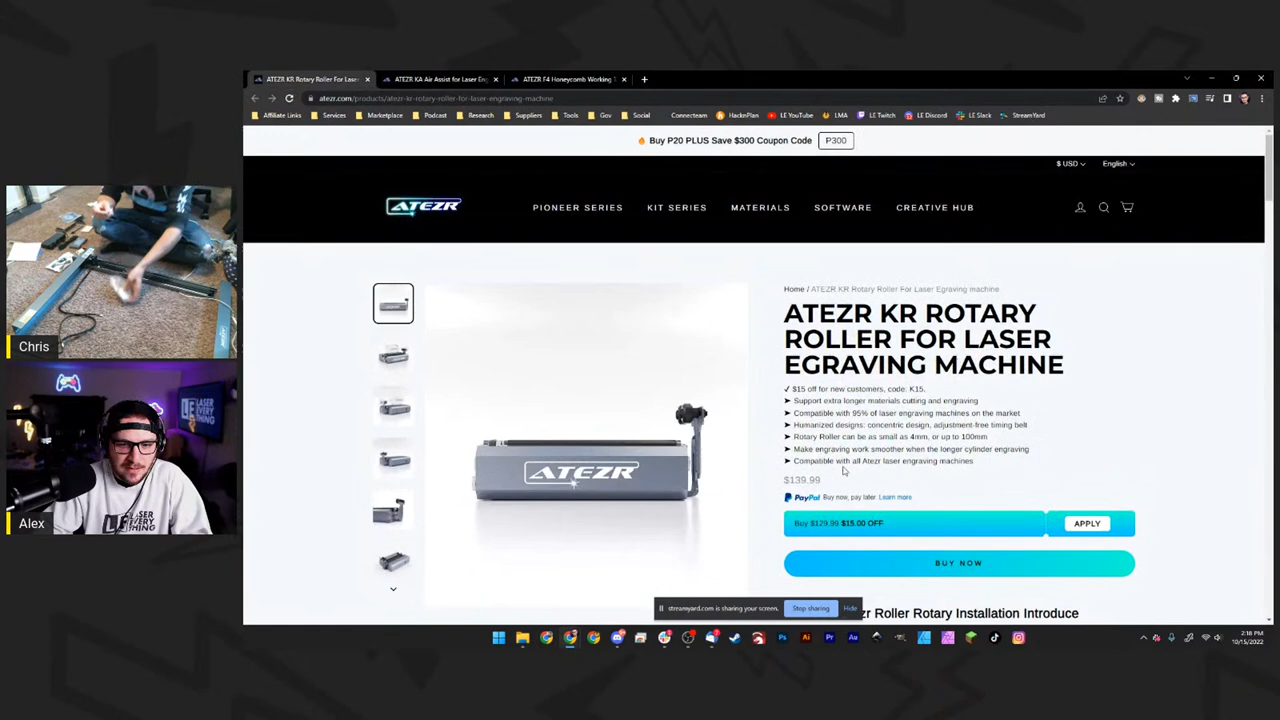 ATEZR KR Rotary Roller For Lase
ATEZR KA Air Assist for Laser En
ATEZR F4 Honeycomb Working T
atezr.com/products/atezr-kr-rotary-roller-for-laser-engraving-machine
Affiliate Links
Services
Marketplace
Podcast
Research
Suppliers
Tools
Gov
Social
Connecteam
HacknPlan
LE YouTube
LMA
LE Twitch
LE Discord
LE Slack
StreamYard
Buy P20 PLUS Save $300 Coupon Code P300
$ USD English
ATEZR
PIONEER SERIES KIT SERIES MATERIALS SOFTWARE CREATIVE HUB
Home / ATEZR KR Rotary Roller For Laser Egraving machine
ATEZR KR ROTARY
ROLLER FOR LASER
EGRAVING MACHINE
✓ $15 off for new customers, code: K15.
➤ Support extra longer materials cutting and engraving
➤ Compatible with 95% of laser engraving machines on the market
➤ Humanized designs: concentric design, adjustment-free timing belt
➤ Rotary Roller can be as small as 4mm, or up to 100mm
➤ Make engraving work smoother when the longer cylinder engraving
➤ Compatible with all Atezr laser engraving machines
$139.99
PayPal Buy now, pay later Learn more
Buy $129.99 $15.00 OFF APPLY
BUY NOW
zr Roller Rotary Installation Introduce
ATEZR
streamyard.com is sharing your screen. Stop sharing Hide
2:18 PM
10/15/2022
Chris
LASER
EVERY
THING
LE
LASER EVERYTHING
Alex